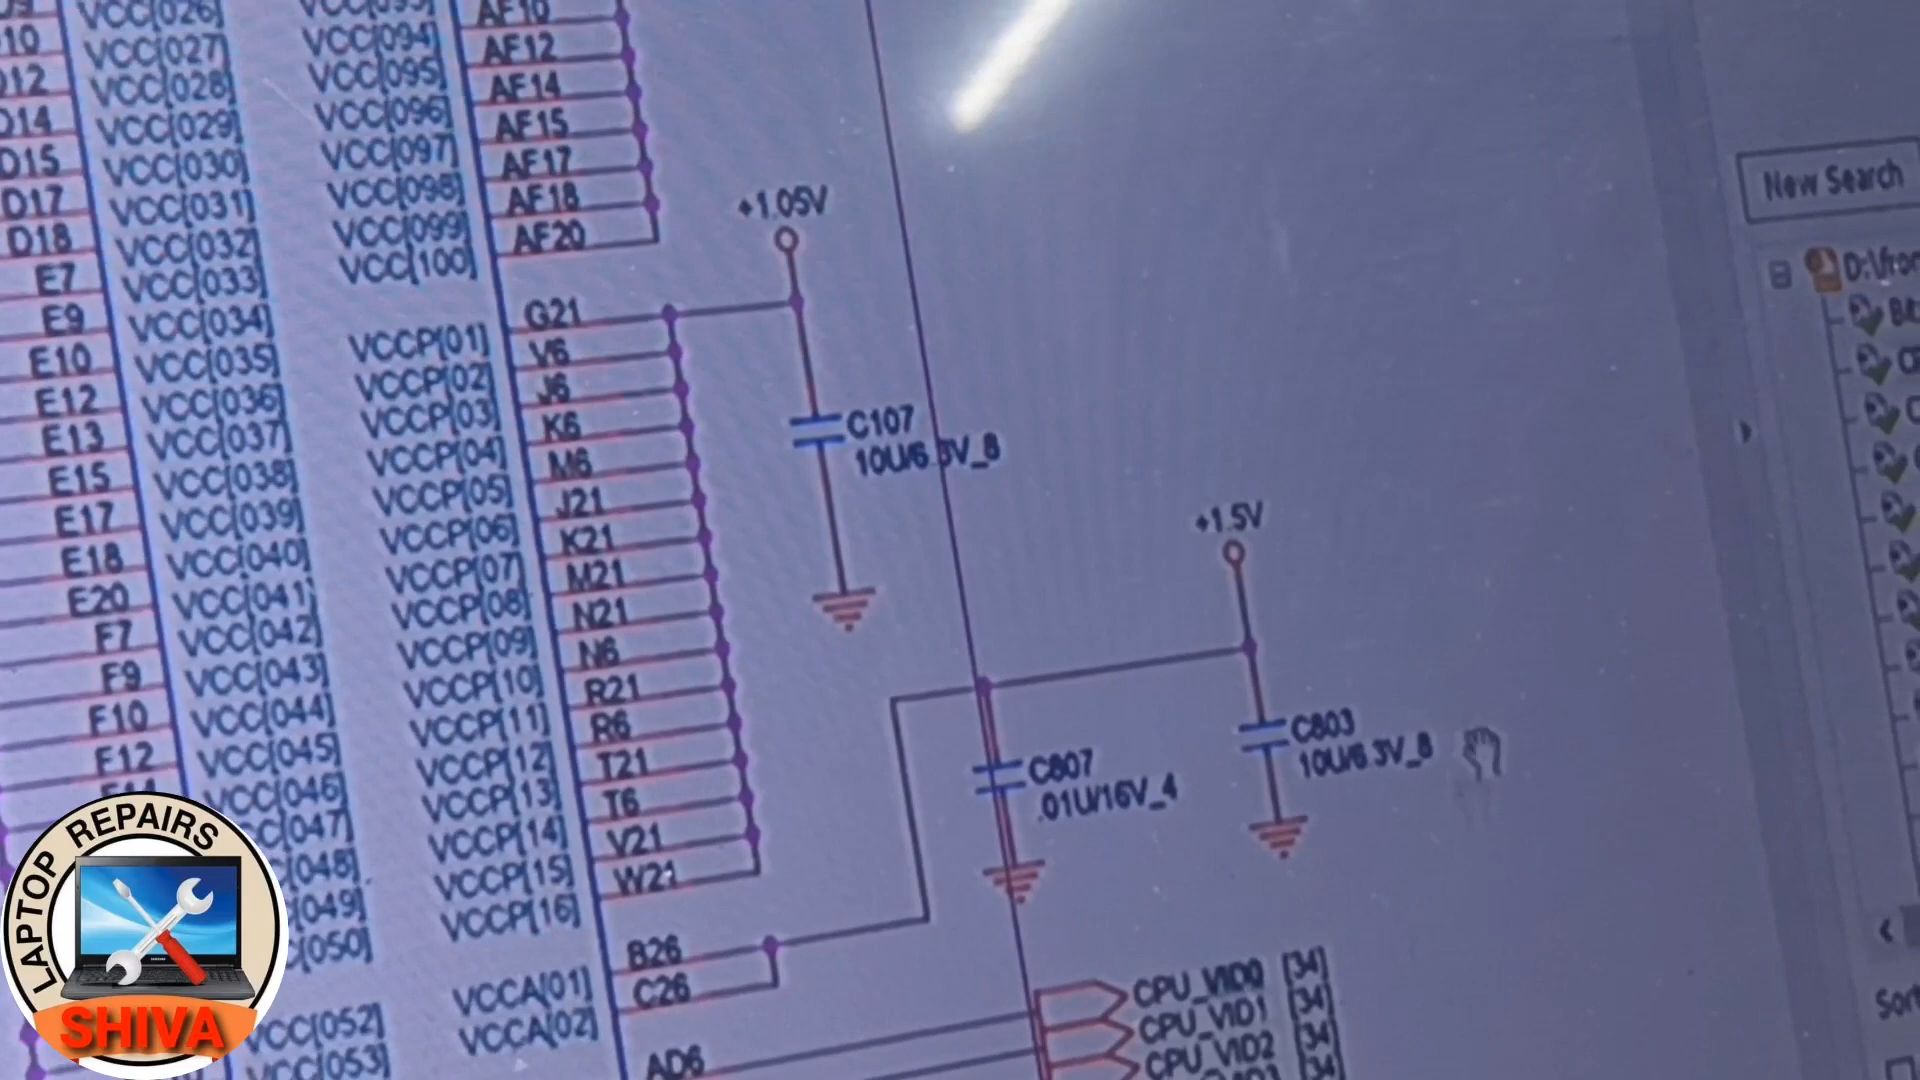 VCC[026]
VCC[027]
VCC[028]
VCC[029]
VCC[030]
VCC[031]
VCC[032]
VCC[033]
VCC[034]
VCC[035]
VCC[036]
VCC[037]
VCC[038]
VCC[039]
VCC[040]
VCC[041]
VCC[042]
VCC[043]
VCC[044]
VCC[045]
VCC[046]
VCC[052]
VCC[053]
D12
D14
D15
D17
D18
E7
E9
E10
E12
E13
E15
E17
E18
E20
F7
F9
F10
F12
VCC[094]
VCC[095]
VCC[096]
VCC[097]
VCC[098]
VCC[099]
VCC[100]
VCCP[01]
VCCP[02]
VCCP[03]
VCCP[04]
VCCP[05]
VCCP[06]
VCCP[07]
VCCP[08]
VCCP[09]
VCCP[10]
VCCP[11]
VCCP[12]
VCCP[13]
VCCP[14]
VCCP[15]
VCCP[16]
VCCA[01]
VCCA[02]
AF10
AF12
AF14
AF15
AF17
AF18
AF20
G21
V6
J6
K6
M6
J21
K21
M21
N21
N6
R21
R6
T21
T6
V21
W21
B26
C26
AD6
+1.05V
C107
10U/6.3V_8
+1.5V
C803
10U/6.3V_8
C807
.01U/16V_4
CPU_VID0 [34]
CPU_VID1 [34]
CPU_VID2 [34]
New Search
LAPTOP REPAIRS
SHIVA